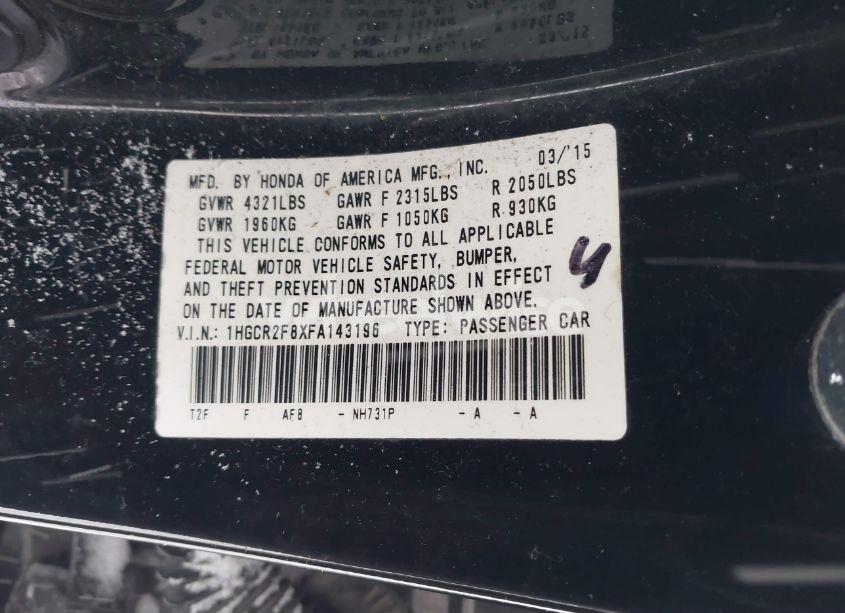 MFD. BY HONDA OF AMERICA MFG., INC. 03/'15
GVWR 4321LBS GAWR F 2315LBS R 2050LBS
GVWR 1960KG GAWR F 1050KG R 930KG
THIS VEHICLE CONFORMS TO ALL APPLICABLE
FEDERAL MOTOR VEHICLE SAFETY, BUMPER,
AND THEFT PREVENTION STANDARDS IN EFFECT
ON THE DATE OF MANUFACTURE SHOWN ABOVE.
V.I.N.: 1HGCR2F8XFA143196 TYPE: PASSENGER CAR
T2F F AF8 - NH731P - A - A
4